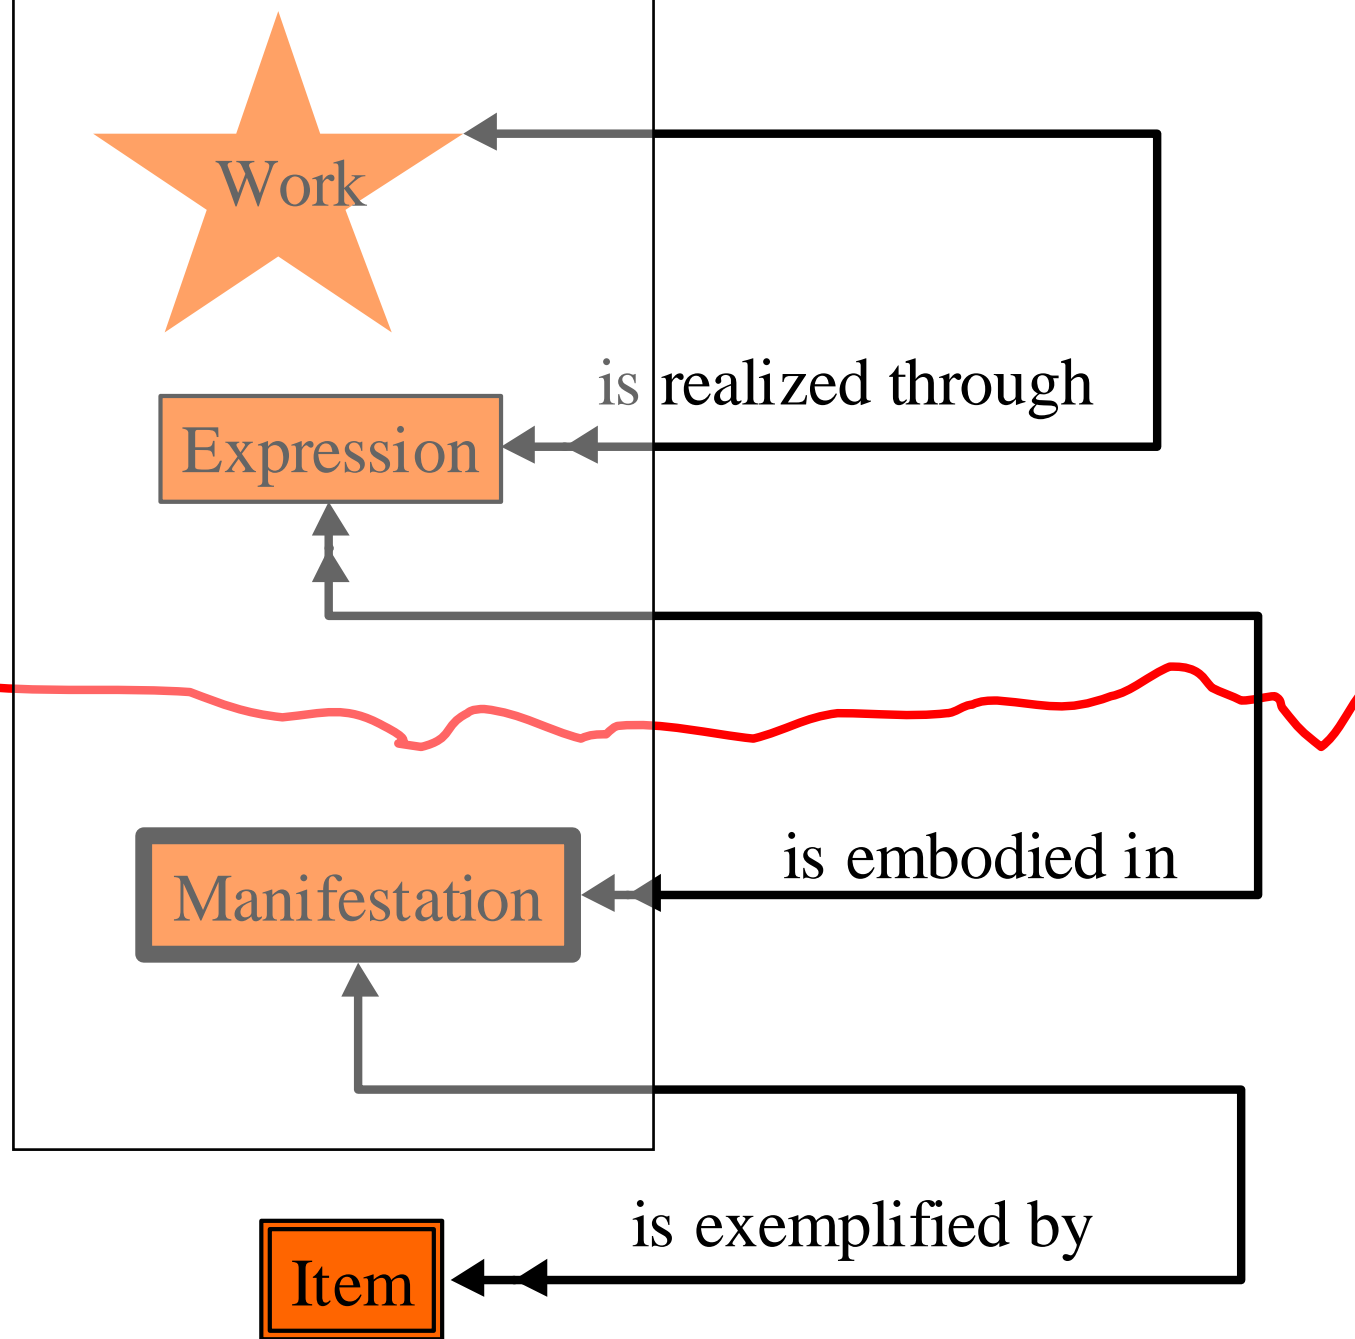 Work
is realized through
Expression
is embodied in
Manifestation
is exemplified by
Item